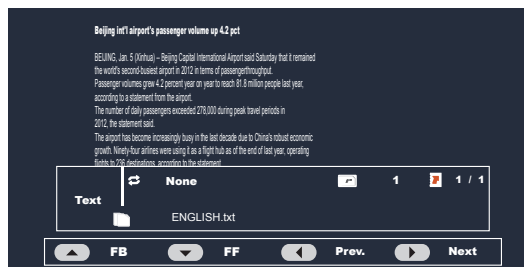 Beijing int'l airport's passenger volume up 4.2 pct
BEIJING, Jan. 5 (Xinhua) – Beijing Capital International Airport said Saturday that it remained
the world's second-busiest airport in 2012 in terms of passengerthroughput.
Passenger volumes grew 4.2 percent year on year to reach 81.8 million people last year,
according to a statement from the airport.
The number of daily passengers exceeded 278,000 during peak travel periods in
2012, the statement said.
The airport has become increasingly busy in the last decade due to China's robust economic
growth. Ninety-four airlines were using it as a flight hub as of the end of last year, operating
flights to 236 destinations, according to the statement.
None 1 1 / 1
Text
ENGLISH.txt
FB FF Prev. Next